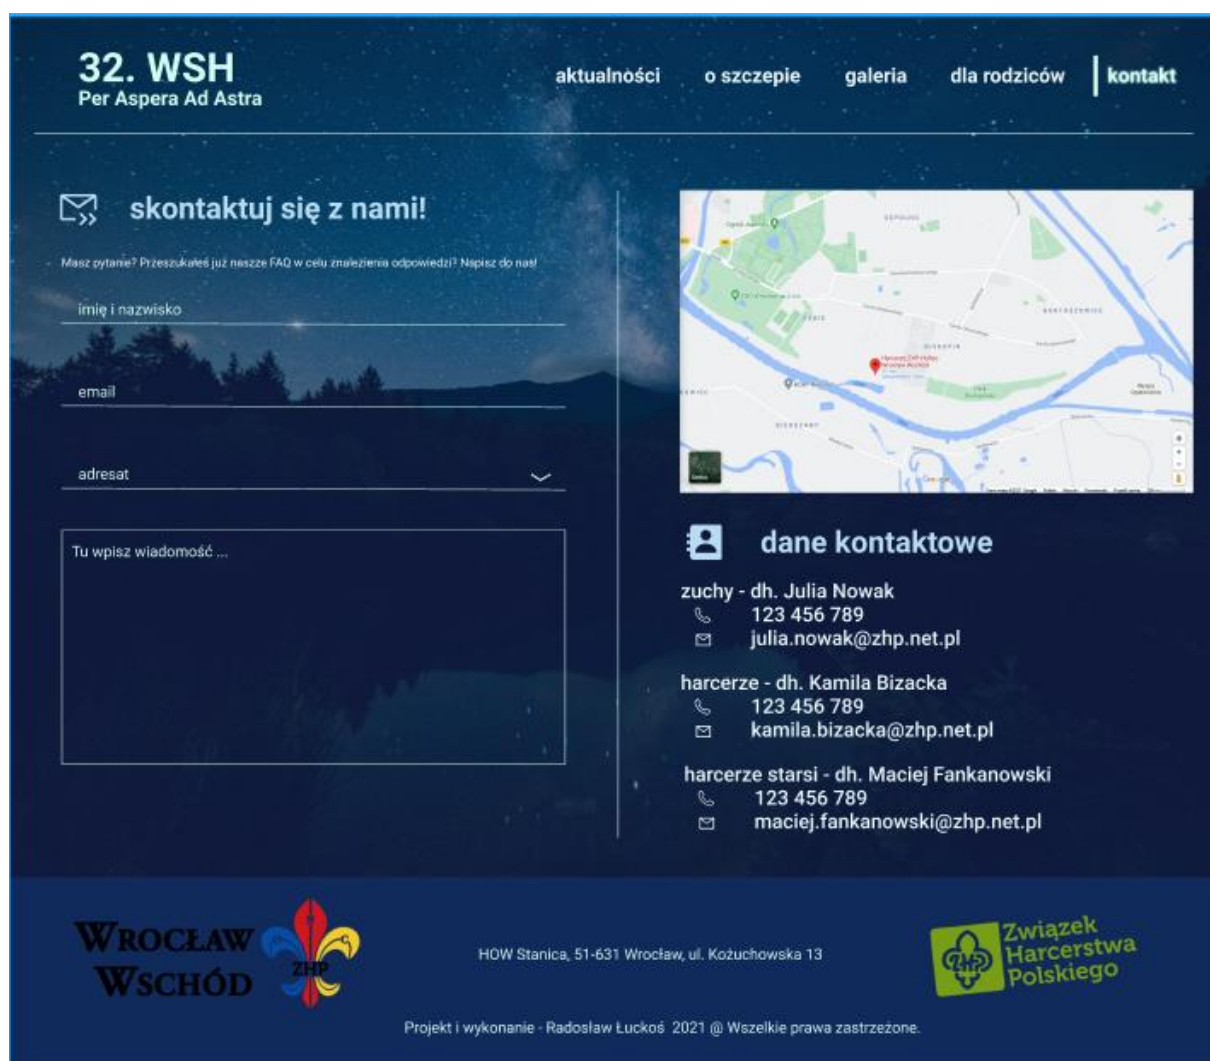 32. WSH
Per Aspera Ad Astra
aktualności o szczepie galeria dla rodziców kontakt
skontaktuj się z nami!
Masz pytanie? Przeszukałeś już naszze FAQ w celu znalezienia odpowiedzi? Napisz do nas!
imię i nazwisko
email
adresat
Tu wpisz wiadomość ...
SĘPOLNO
BARTOSZOWICE
BISKUPIN
Google
dane kontaktowe
zuchy - dh. Julia Nowak
123 456 789
julia.nowak@zhp.net.pl
harcerze - dh. Kamila Bizacka
123 456 789
kamila.bizacka@zhp.net.pl
harcerze starsi - dh. Maciej Fankanowski
123 456 789
maciej.fankanowski@zhp.net.pl
WROCŁAW
WSCHÓD
ZHP
HOW Stanica, 51-631 Wrocław, ul. Kożuchowska 13
ZHP
Związek
Harcerstwa
Polskiego
Projekt i wykonanie - Radosław Łuckoś 2021 @ Wszelkie prawa zastrzeżone.